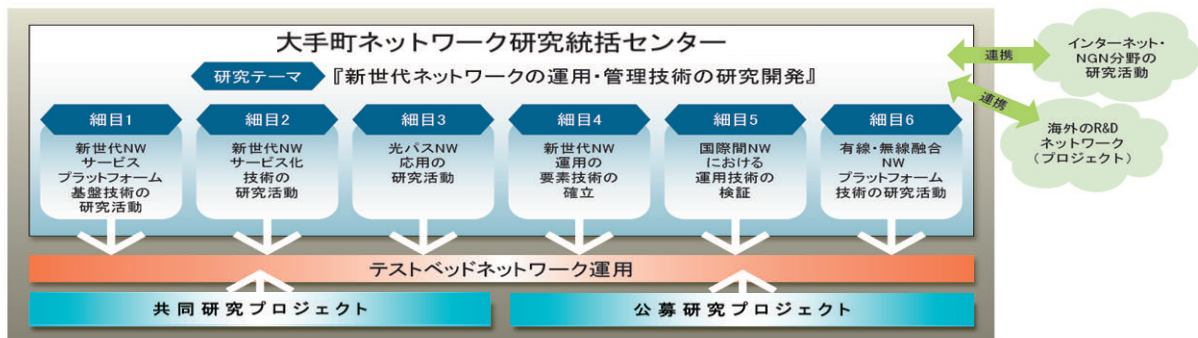 大手町ネットワーク研究統括センター
研究テーマ
『新世代ネットワークの運用・管理技術の研究開発』
細目1
新世代NW
サービス
プラットフォーム
基盤技術の
研究活動
細目2
新世代NW
サービス化
技術の
研究活動
細目3
光パスNW
応用の
研究活動
細目4
新世代NW
運用の
要素技術の
確立
細目5
国際間NW
における
運用技術の
検証
細目6
有線・無線融合
NW
プラットフォーム
技術の研究活動
テストベッドネットワーク運用
共同研究プロジェクト
公募研究プロジェクト
連携
インターネット・
NGN分野の
研究活動
連携
海外のR&D
ネットワーク
（プロジェクト）